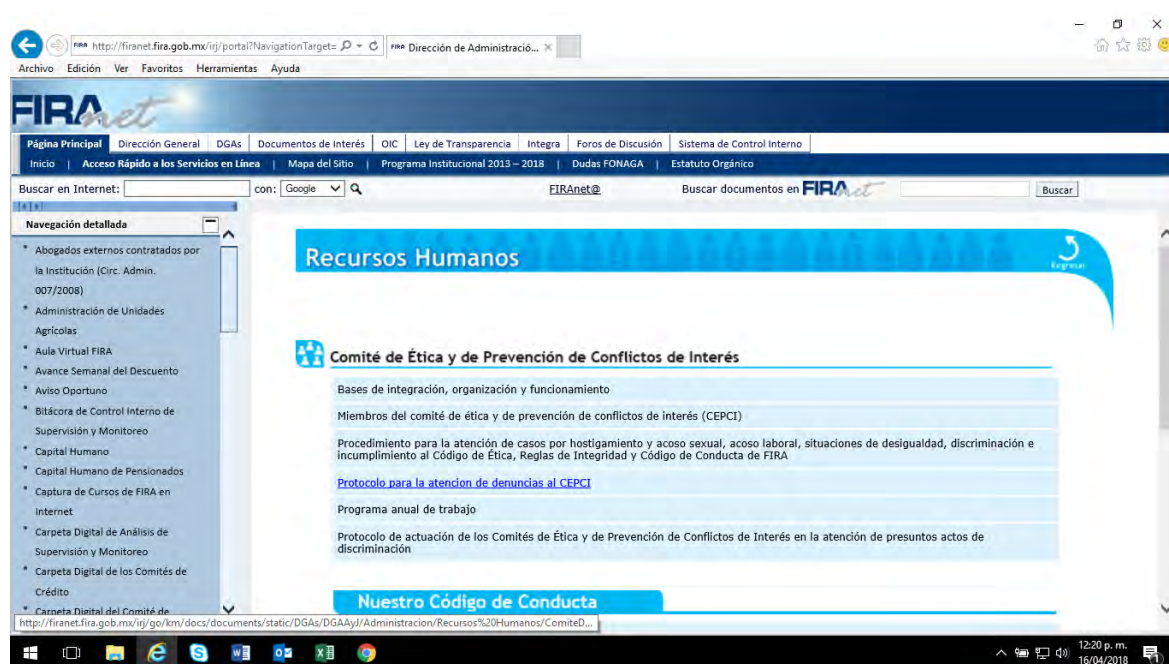 http://firanet.fira.gob.mx/irj/portal?NavigationTarget=
FIRA Dirección de Administració...
Archivo Edición Ver Favoritos Herramientas Ayuda
FIRAnet
Página Principal Dirección General DGAs Documentos de Interés OIC Ley de Transparencia Integra Foros de Discusión Sistema de Control Interno
Inicio | Acceso Rápido a los Servicios en Línea | Mapa del Sitio | Programa Institucional 2013 – 2018 | Dudas FONAGA | Estatuto Orgánico
Buscar en Internet: con: Google FIRAnet@ Buscar documentos en FIRAnet Buscar
Navegación detallada
* Abogados externos contratados por
la Institución (Circ. Admin.
007/2008)
* Administración de Unidades
Agrícolas
* Aula Virtual FIRA
* Avance Semanal del Descuento
* Aviso Oportuno
* Bitácora de Control Interno de
Supervisión y Monitoreo
* Capital Humano
* Capital Humano de Pensionados
* Captura de Cursos de FIRA en
Internet
* Carpeta Digital de Análisis de
Supervisión y Monitoreo
* Carpeta Digital de los Comités de
Crédito
* Carpeta Digital del Comité de
Recursos Humanos
Regresar
Comité de Ética y de Prevención de Conflictos de Interés
Bases de integración, organización y funcionamiento
Miembros del comité de ética y de prevención de conflictos de interés (CEPCI)
Procedimiento para la atención de casos por hostigamiento y acoso sexual, acoso laboral, situaciones de desigualdad, discriminación e
incumplimiento al Código de Ética, Reglas de Integridad y Código de Conducta de FIRA
Protocolo para la atencion de denuncias al CEPCI
Programa anual de trabajo
Protocolo de actuación de los Comités de Ética y de Prevención de Conflictos de Interés en la atención de presuntos actos de
discriminación
Nuestro Código de Conducta
http://firanet.fira.gob.mx/irj/go/km/docs/documents/static/DGAs/DGAAyJ/Administracion/Recursos%20Humanos/ComiteD...
12:20 p. m.
16/04/2018